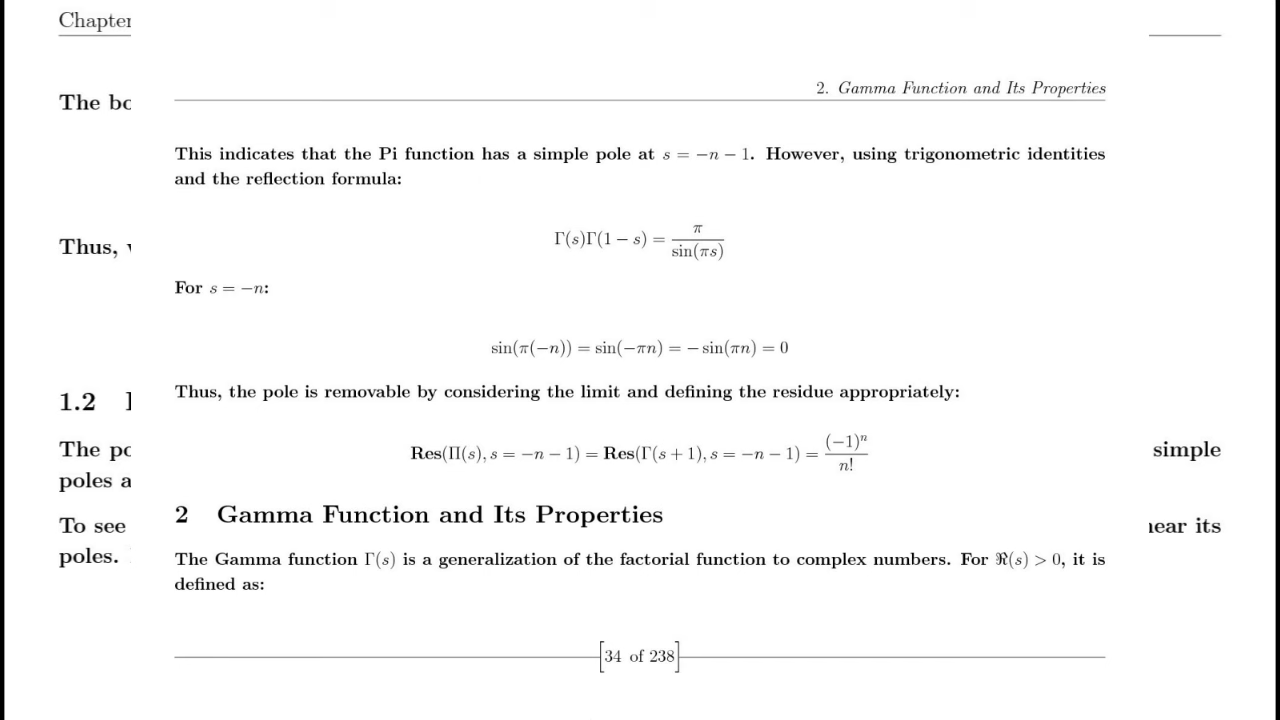 Chapter
2. Gamma Function and Its Properties
The
This indicates that the Pi function has a simple pole at s = −n − 1. However, using trigonometric identities
and the reflection formula:
Γ(s)Γ(1 − s) = π / sin(πs)
Thus,
For s = −n:
sin(π(−n)) = sin(−πn) = − sin(πn) = 0
Thus, the pole is removable by considering the limit and defining the residue appropriately:
1.2
The simple
Res(Π(s), s = −n − 1) = Res(Γ(s + 1), s = −n − 1) = (−1)ⁿ / n!
poles
2 Gamma Function and Its Properties
To see near its
poles.
The Gamma function Γ(s) is a generalization of the factorial function to complex numbers. For ℜ(s) > 0, it is
defined as:
[34 of 238]